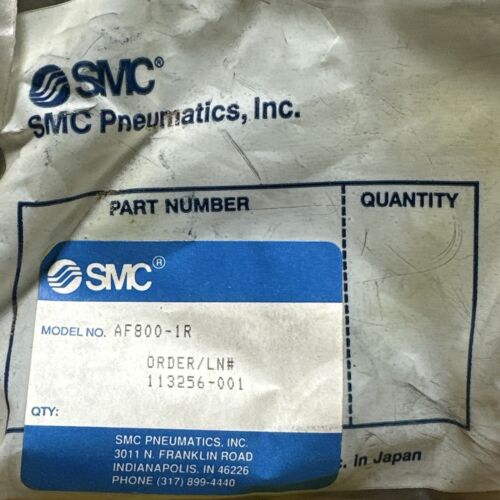 SMC®
SMC Pneumatics, Inc.
PART NUMBER
QUANTITY
SMC®
MODEL NO. AF800-1R
ORDER/LN#
113256-001
QTY:
SMC PNEUMATICS, INC.
3011 N. FRANKLIN ROAD
INDIANAPOLIS, IN 46226
PHONE (317) 899-4440
. in Japan